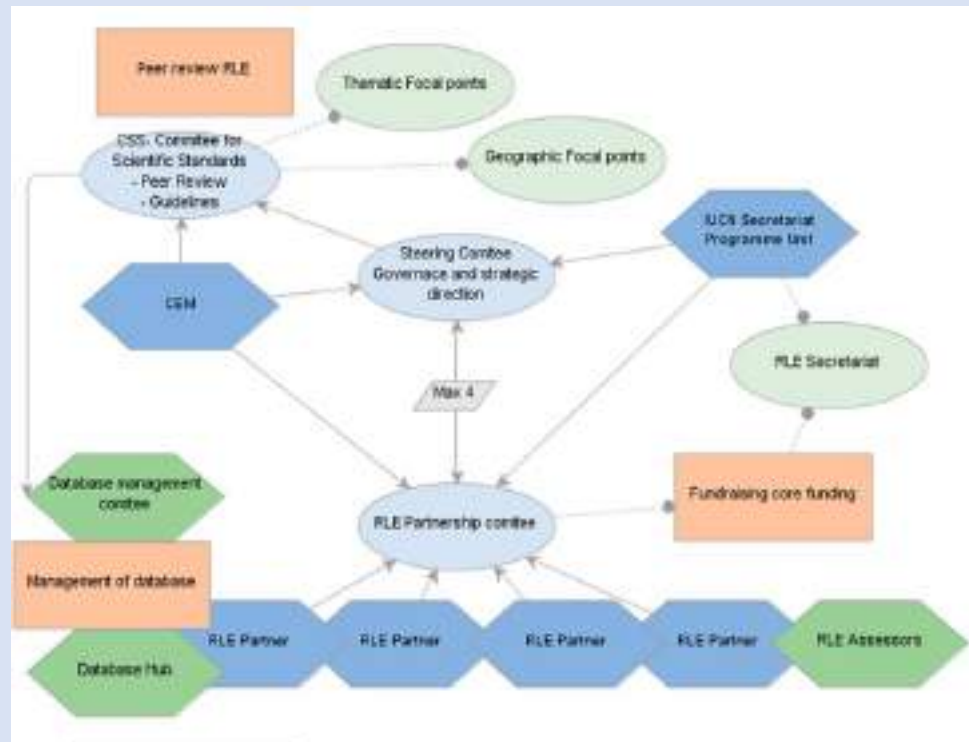 Peer review RLE
Thematic Focal points
CSS- Commitee for
Scientific Standards
- Peer Review
- Guidelines
Geographic Focal points
IUCN Secretariat
Programme Unit
Steering Comitee
Governace and strategic
direction
CEM
RLE Secretariat
Max 4
Database management
comitee
Fundraising core funding
RLE Partnership comitee
Management of database
RLE Partner
RLE Partner
RLE Partner
RLE Partner
RLE Assessors
Database Hub